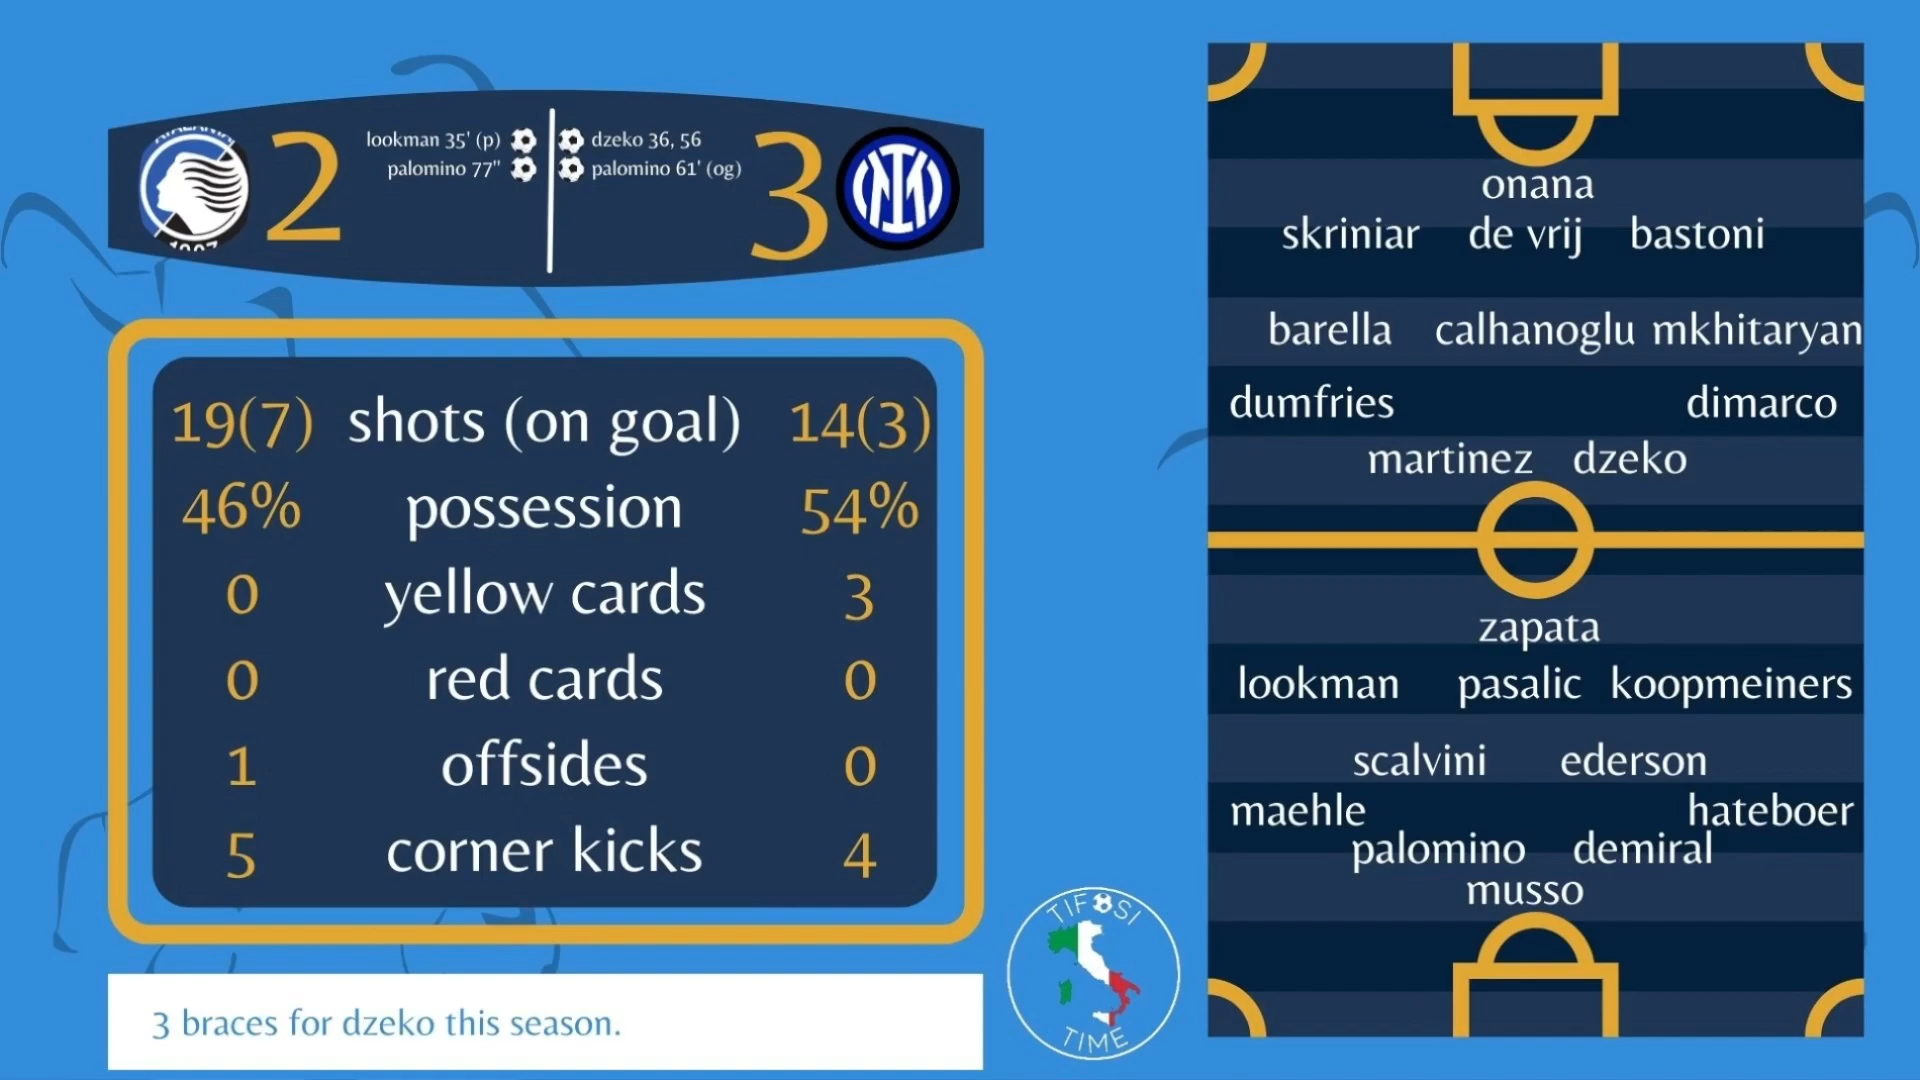 2
lookman 35' (p)
palomino 77"
dzeko 36, 56
palomino 61' (og)
3
19(7) shots (on goal) 14(3)
46% possession 54%
0 yellow cards 3
0 red cards 0
1 offsides 0
5 corner kicks 4
3 braces for dzeko this season.
TIFOSI
TIME
onana
skriniar de vrij bastoni
barella calhanoglu mkhitaryan
dumfries dimarco
martinez dzeko
zapata
lookman pasalic koopmeiners
scalvini ederson
maehle hateboer
palomino demiral
musso